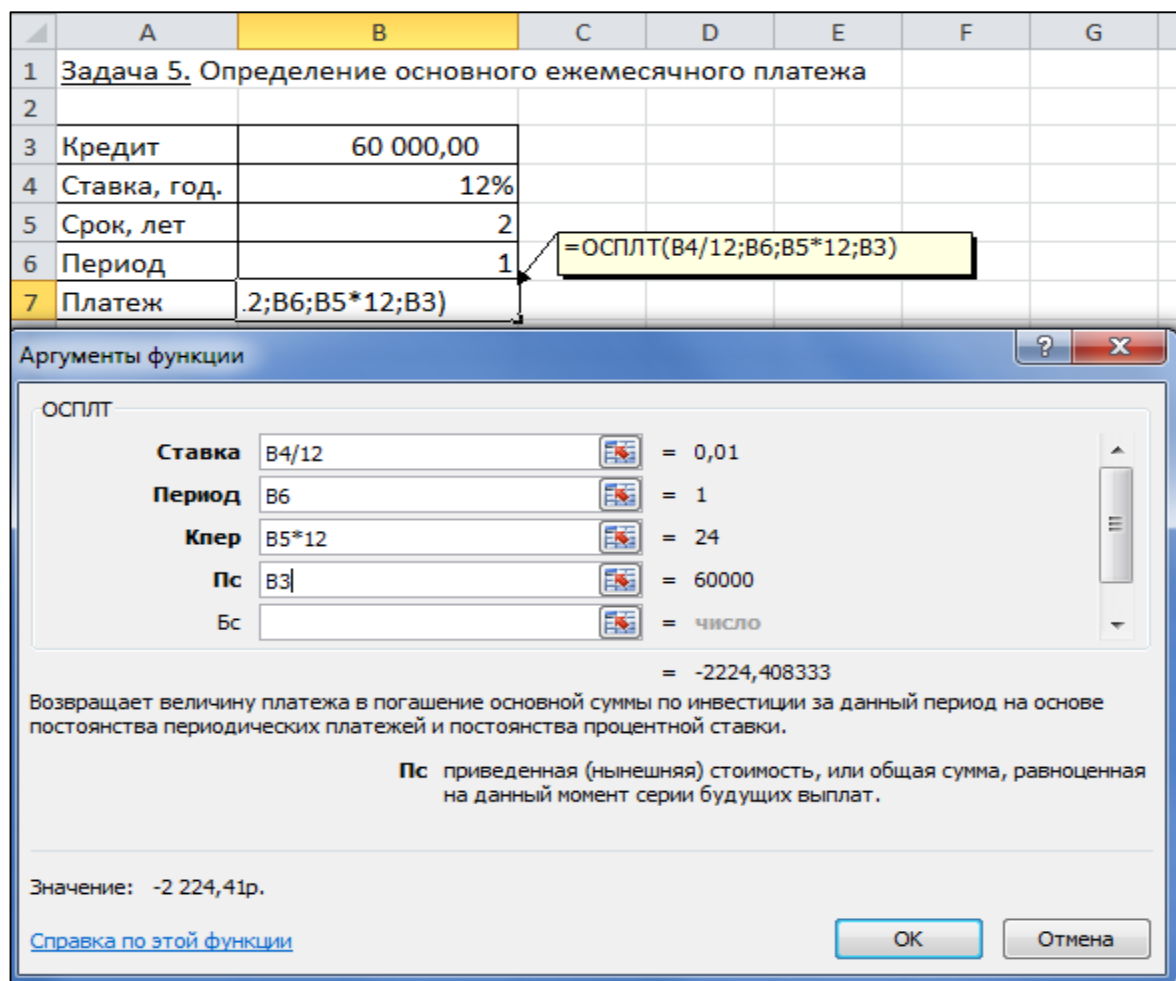 A B C D E F G
1 Задача 5. Определение основного ежемесячного платежа
2
3 Кредит 60 000,00
4 Ставка, год. 12%
5 Срок, лет 2
=ОСПЛТ(B4/12;B6;B5*12;B3)
6 Период 1
7 Платеж .2;B6;B5*12;B3)
Аргументы функции
ОСПЛТ
Ставка B4/12 = 0,01
Период B6 = 1
Кпер B5*12 = 24
Пс B3 = 60000
Бс = число
= -2224,408333
Возвращает величину платежа в погашение основной суммы по инвестиции за данный период на основе
постоянства периодических платежей и постоянства процентной ставки.
Пс приведенная (нынешняя) стоимость, или общая сумма, равноценная
на данный момент серии будущих выплат.
Значение: -2 224,41р.
Справка по этой функции
ОК Отмена